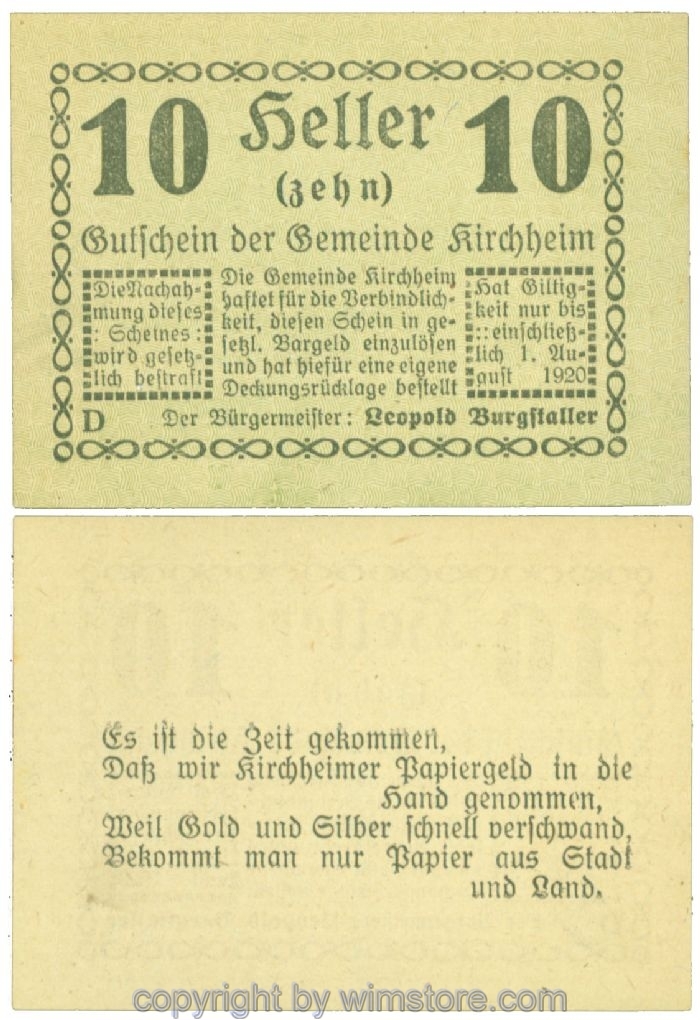 10 Heller 10
(zehn)
Gutschein der Gemeinde Kirchheim
Die Nachah-
mung dieses
: Scheines :
wird gesetz-
lich bestraft
Die Gemeinde Kirchheim
haftet für die Verbindlich-
keit, diesen Schein in ge-
setzl. Bargeld einzulösen
und hat hiefür eine eigene
Deckungsrücklage bestellt
Hat Giltig-
keit nur bis
:: einschließ-
lich 1. Au-
gust 1920
D Der Bürgermeister: Leopold Burgstaller
Es ist die Zeit gekommen,
Daß wir Kirchheimer Papiergeld in die
Hand genommen,
Weil Gold und Silber schnell verschwand,
Bekommt man nur Papier aus Stadt
und Land.
copyright by wimstore.com